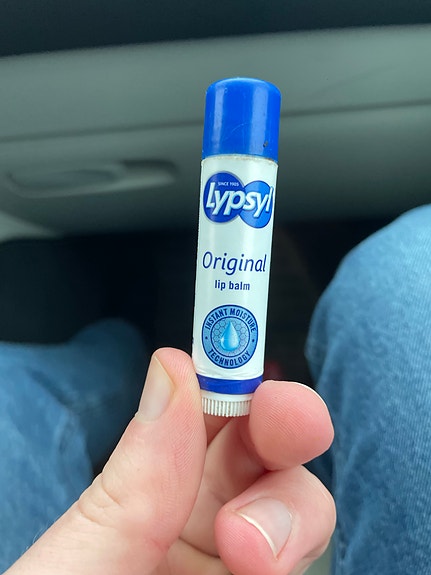 SINCE 1905
Lypsyl
Original
lip balm
INSTANT MOISTURE
TECHNOLOGY